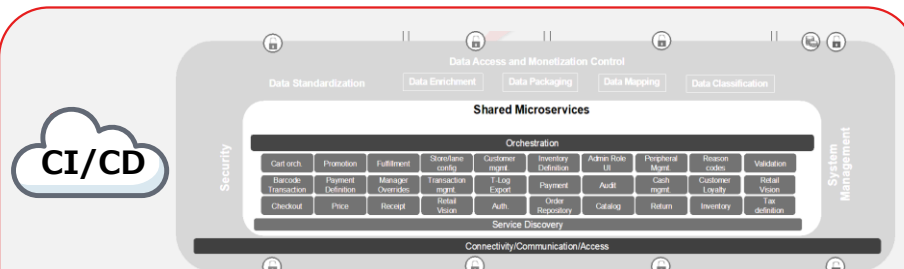 Data Access and Monetization Control
Data Standardization
Data Enrichment
Data Packaging
Data Mapping
Data Classification
Shared Microservices
CI/CD
Security
System
Management
Orchestration
Cart orch.
Promotion
Fulfillment
Store/lane
config
Customer
mgmt.
Inventory
Definition
Admin Role
UI
Peripheral
Mgmt.
Reason
codes
Validation
Barcode
Transaction
Payment
Definition
Manager
Overrides
Transaction
mgmt.
T-Log
Export
Payment
Audit
Cash
mgmt.
Customer
Loyalty
Retail
Vision
Checkout
Price
Receipt
Retail
Vision
Auth.
Order
Repository
Catalog
Return
Inventory
Tax
definition
Service Discovery
Connectivity/Communication/Access